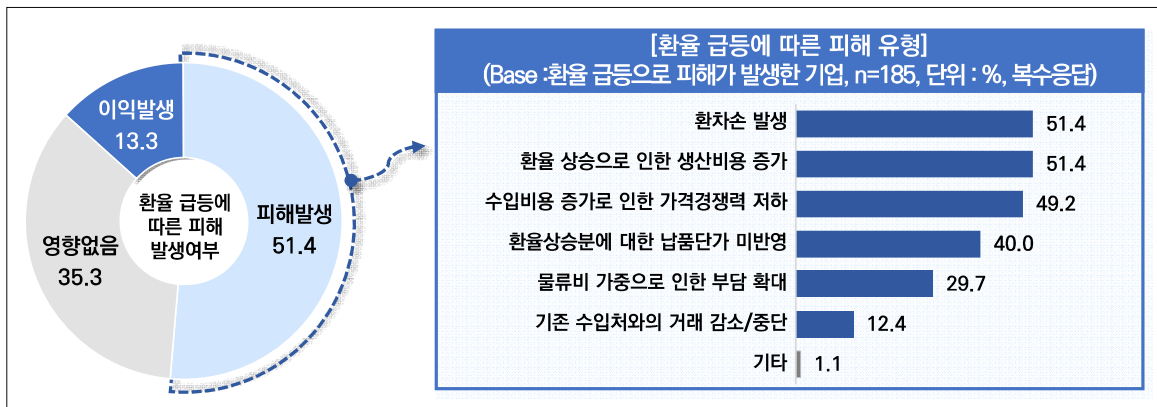 이익발생
13.3
환율 급등에
따른 피해
발생여부
피해발생
51.4
영향없음
35.3
[환율 급등에 따른 피해 유형]
(Base :환율 급등으로 피해가 발생한 기업, n=185, 단위 : %, 복수응답)
환차손 발생 51.4
환율 상승으로 인한 생산비용 증가 51.4
수입비용 증가로 인한 가격경쟁력 저하 49.2
환율상승분에 대한 납품단가 미반영 40.0
물류비 가중으로 인한 부담 확대 29.7
기존 수입처와의 거래 감소/중단 12.4
기타 1.1